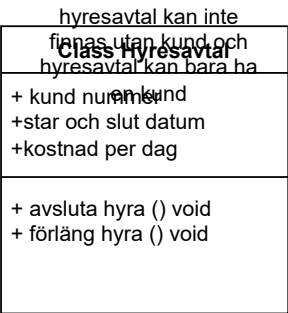 hyresavtal kan inte
finnas utan kund och
hyresavtal kan bara ha
en kund
Class Hyresavtal
+ kund nummer
+star och slut datum
+kostnad per dag
+ avsluta hyra () void
+ förläng hyra () void